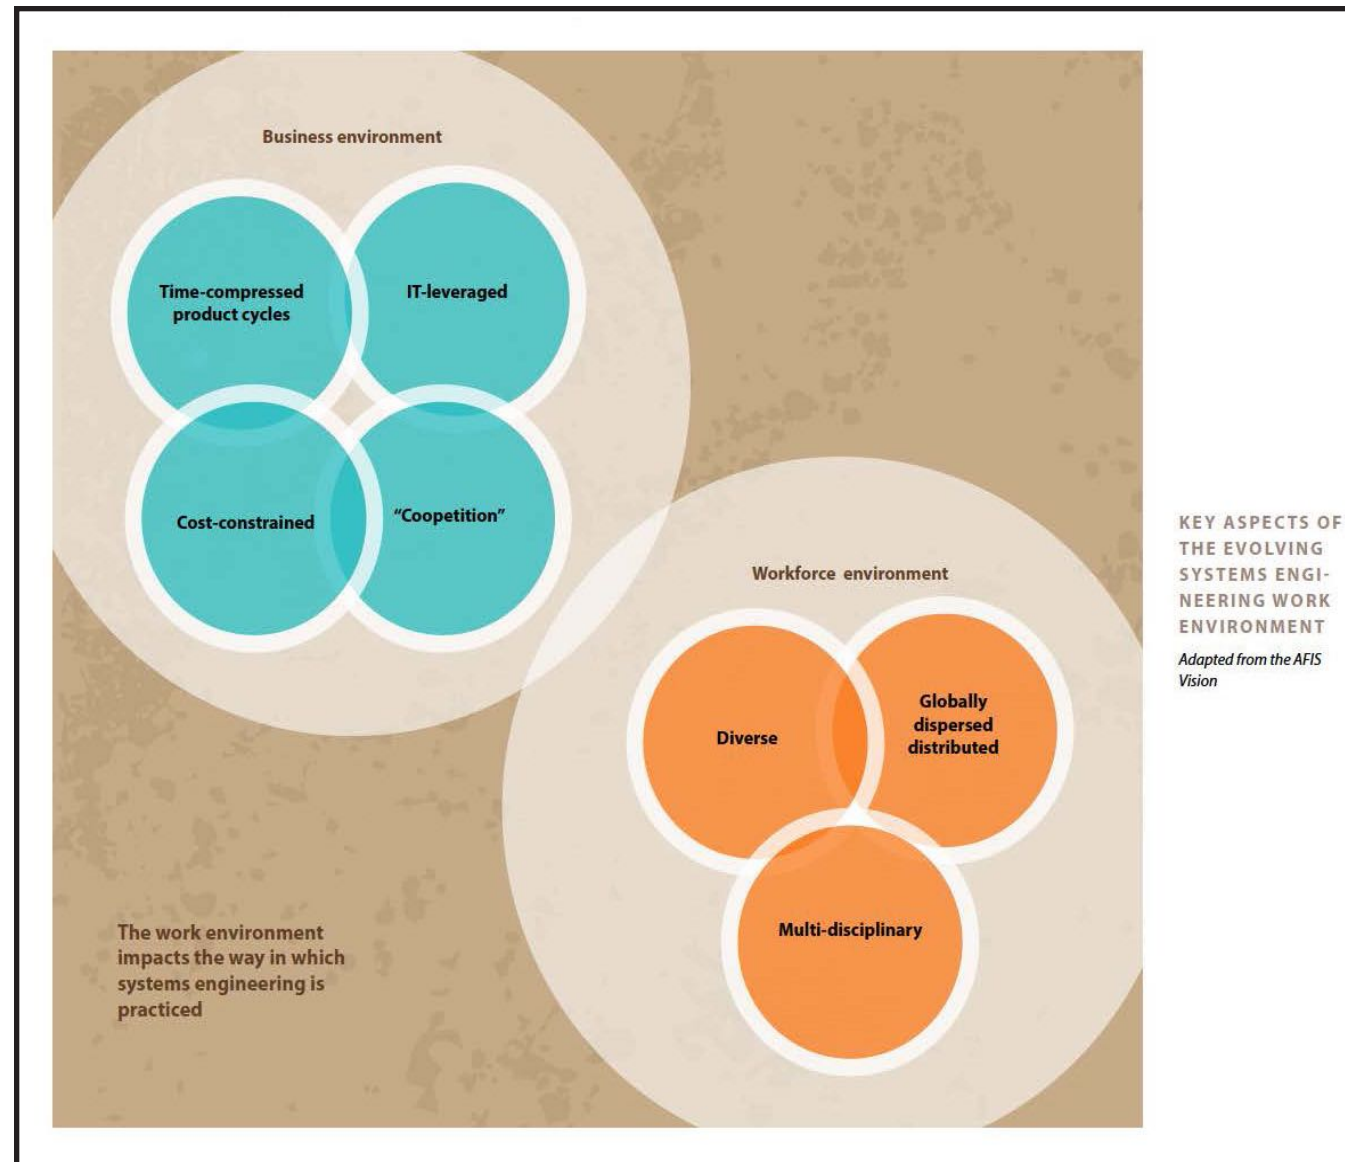 Business environment
Time-compressed
product cycles
IT-leveraged
Cost-constrained
“Coopetition”
Workforce environment
Diverse
Globally
dispersed
distributed
Multi-disciplinary
The work environment
impacts the way in which
systems engineering is
practiced
KEY ASPECTS OF
THE EVOLVING
SYSTEMS ENGI-
NEERING WORK
ENVIRONMENT
Adapted from the AFIS
Vision